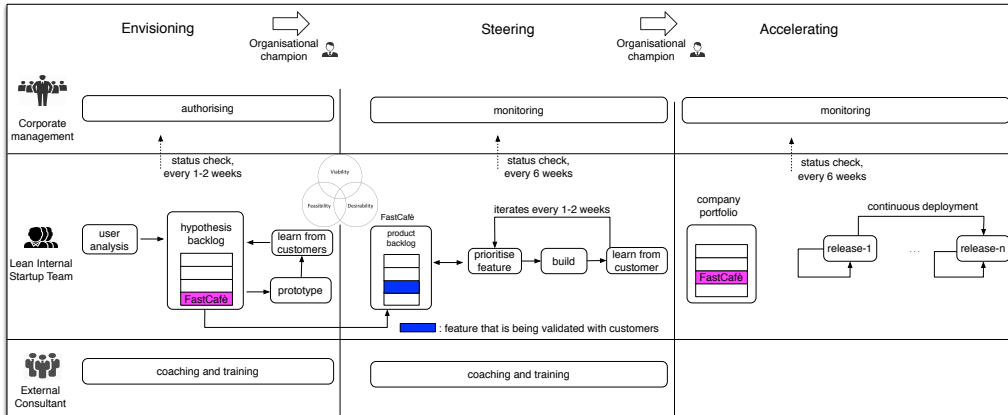 Envisioning
Organisational
champion
Steering
Organisational
champion
Accelerating
Corporate
management
authorising
monitoring
monitoring
status check,
every 1-2 weeks
status check,
every 6 weeks
status check,
every 6 weeks
Lean Internal
Startup Team
user
analysis
hypothesis
backlog
FastCafè
learn from
customers
prototype
Viability
Feasibility
Desirability
FastCafè
product
backlog
iterates every 1-2 weeks
prioritise
feature
build
learn from
customer
: feature that is being validated with customers
company
portfolio
FastCafè
continuous deployment
release-1
...
release-n
External
Consultant
coaching and training
coaching and training